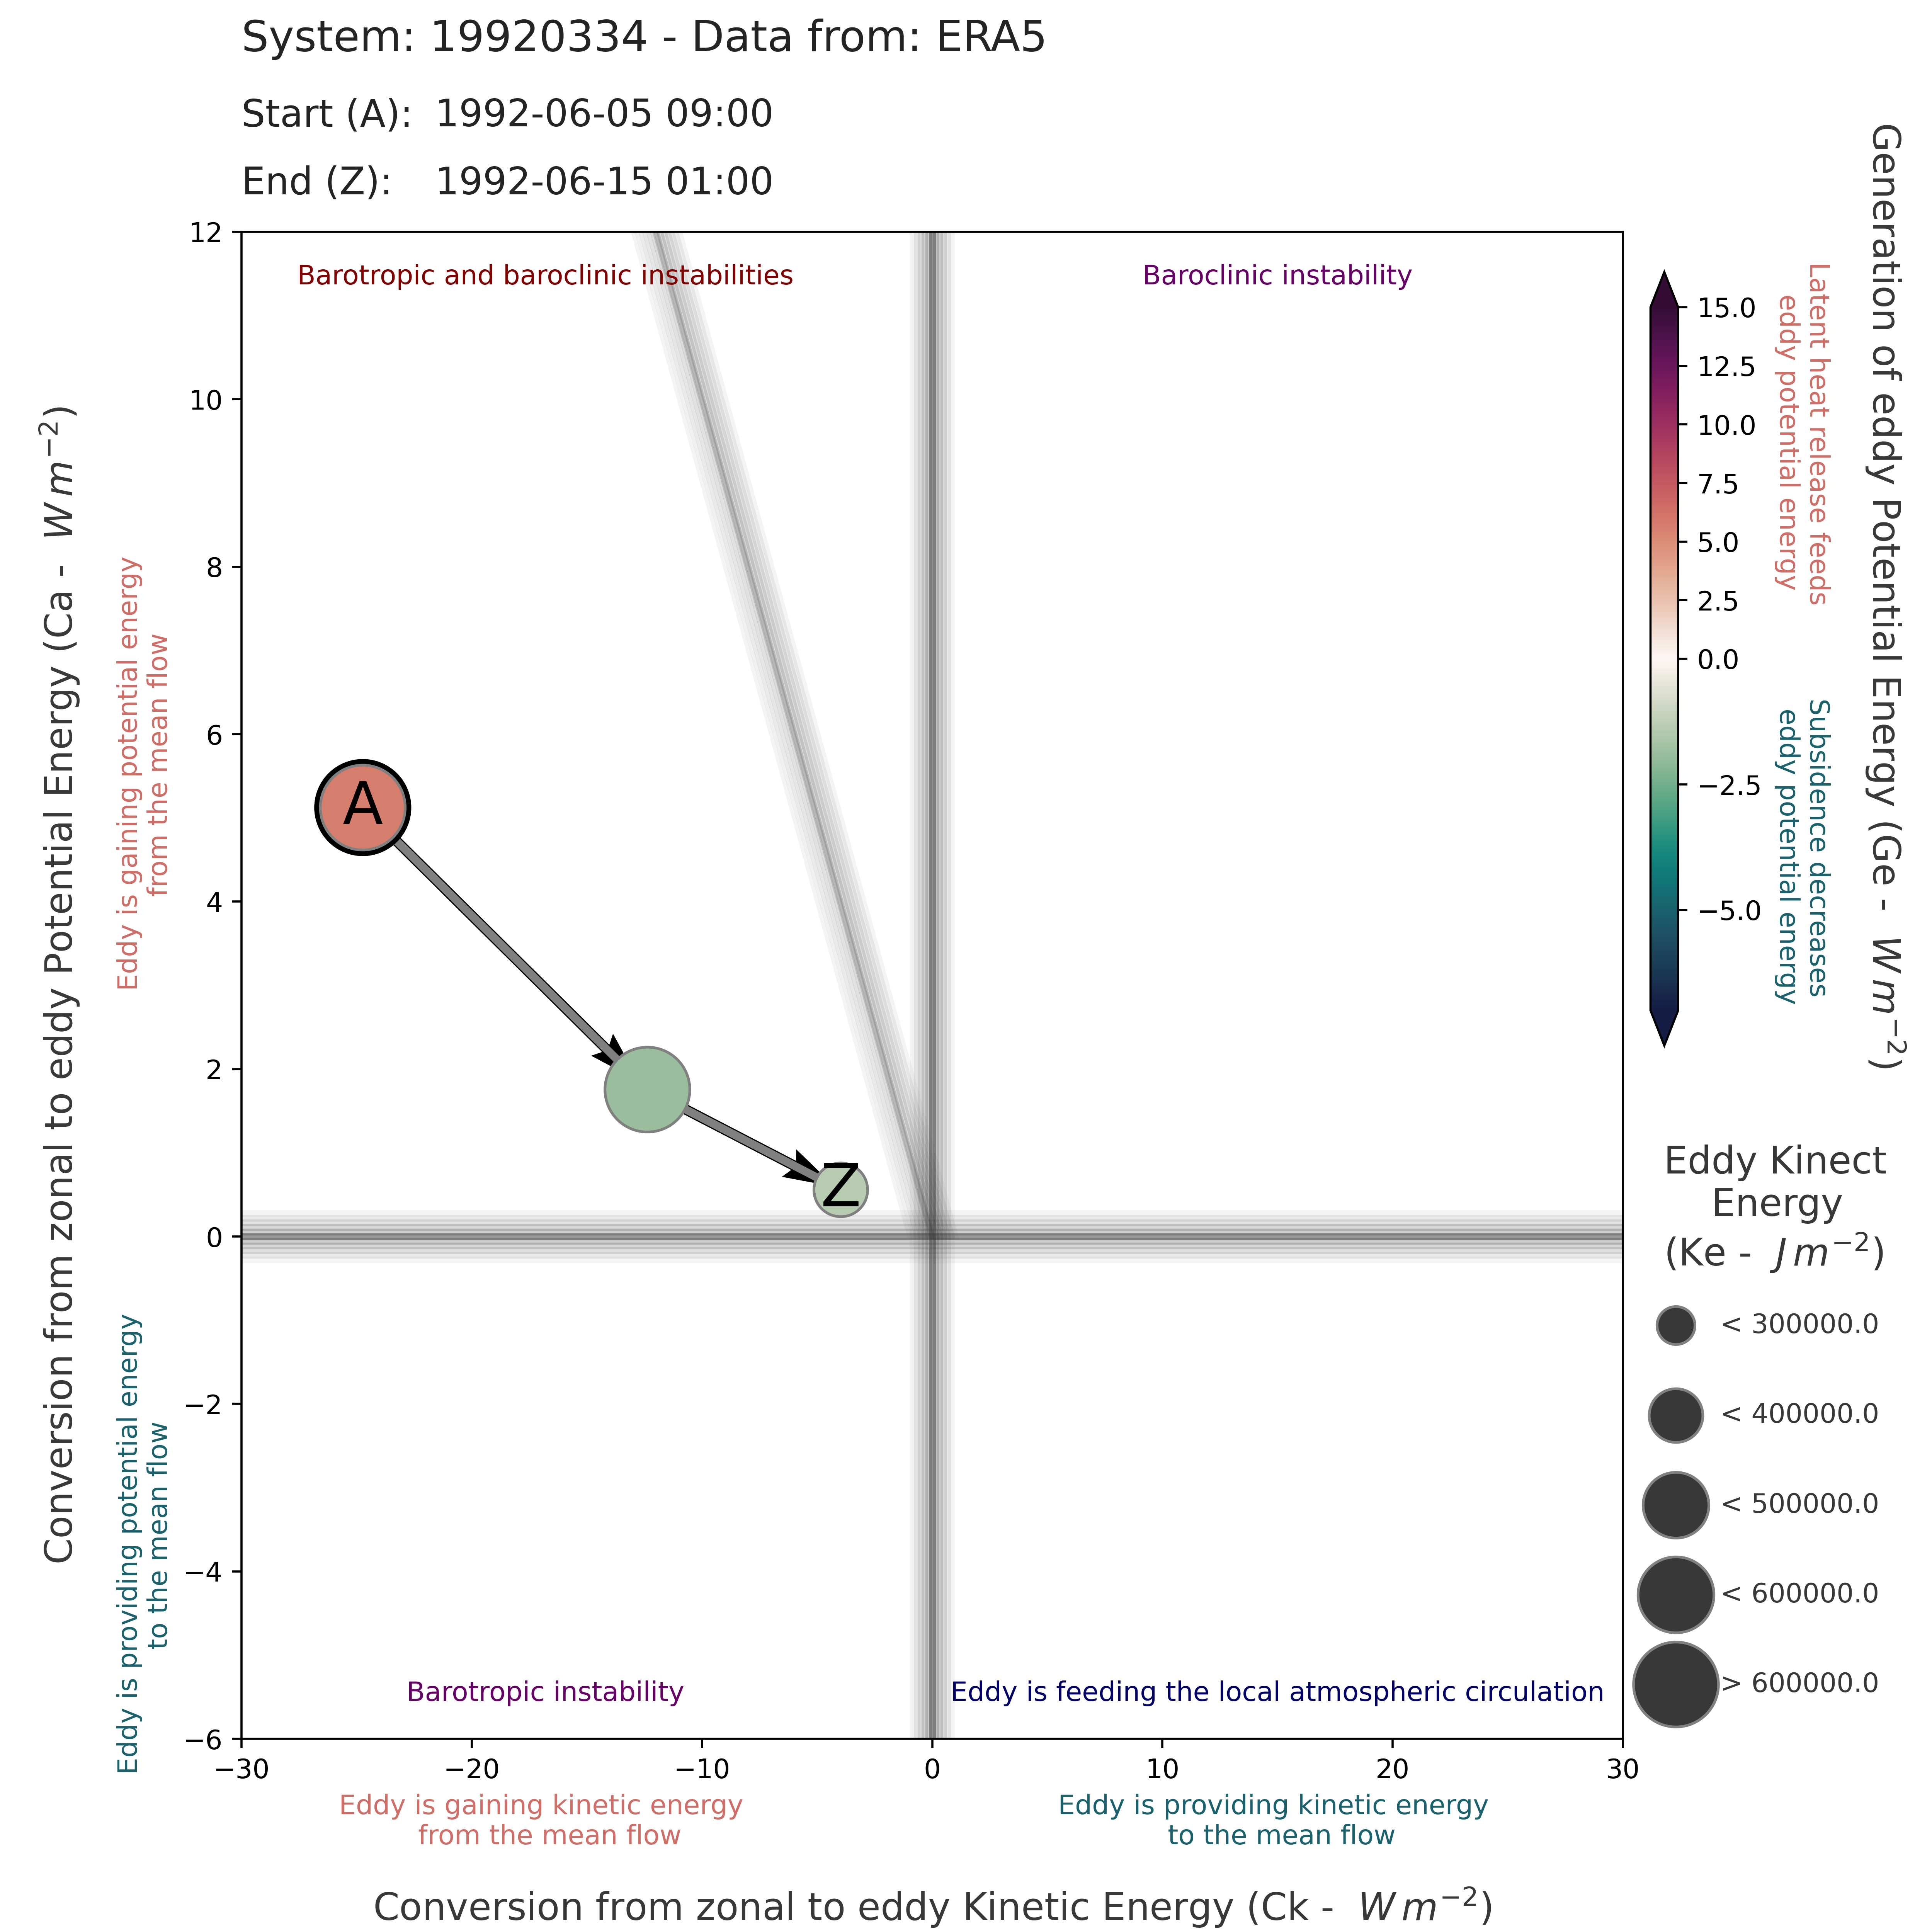 System: 19920334 - Data from: ERA5
Start (A): 1992-06-05 09:00
End (Z): 1992-06-15 01:00
Conversion from zonal to eddy Potential Energy (Ca - W m⁻²)
Eddy is gaining potential energy
from the mean flow
Eddy is providing potential energy
to the mean flow
12
10
8
6
4
2
0
−2
−4
−6
Barotropic and baroclinic instabilities
Baroclinic instability
A
Z
Barotropic instability
Eddy is feeding the local atmospheric circulation
−30
−20
−10
0
10
20
30
Eddy is gaining kinetic energy
from the mean flow
Eddy is providing kinetic energy
to the mean flow
Conversion from zonal to eddy Kinetic Energy (Ck - W m⁻²)
15.0
12.5
10.0
7.5
5.0
2.5
0.0
−2.5
−5.0
Latent heat release feeds
eddy potential energy
Subsidence decreases
eddy potential energy
Generation of eddy Potential Energy (Ge - W m⁻²)
Eddy Kinect
Energy
(Ke - J m⁻²)
< 300000.0
< 400000.0
< 500000.0
< 600000.0
> 600000.0